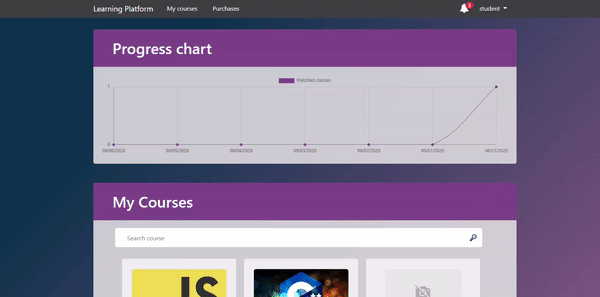 Learning Platform My courses Purchases 1 student
Progress chart
Watched classes
1
0
09/06/2020 09/05/2020 09/04/2020 09/03/2020 09/02/2020 09/01/2020 08/31/2020
My Courses
Search course
JS C++